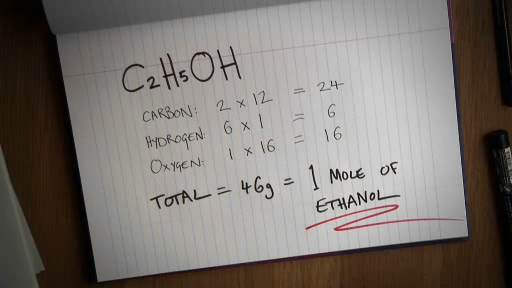 C₂H₅OH
CARBON: 2 × 12 = 24
HYDROGEN: 6 × 1 = 6
OXYGEN: 1 × 16 = 16
TOTAL = 46g = 1 MOLE OF
ETHANOL